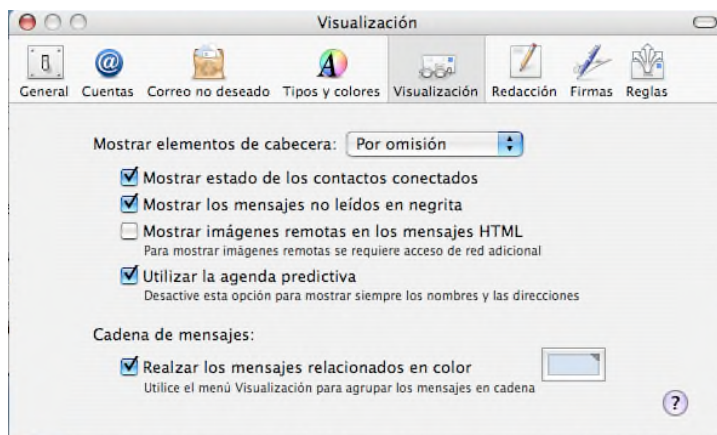 Visualización
General Cuentas Correo no deseado Tipos y colores Visualización Redacción Firmas Reglas
Mostrar elementos de cabecera: Por omisión
Mostrar estado de los contactos conectados
Mostrar los mensajes no leídos en negrita
Mostrar imágenes remotas en los mensajes HTML
Para mostrar imágenes remotas se requiere acceso de red adicional
Utilizar la agenda predictiva
Desactive esta opción para mostrar siempre los nombres y las direcciones
Cadena de mensajes:
Realzar los mensajes relacionados en color
Utilice el menú Visualización para agrupar los mensajes en cadena
?